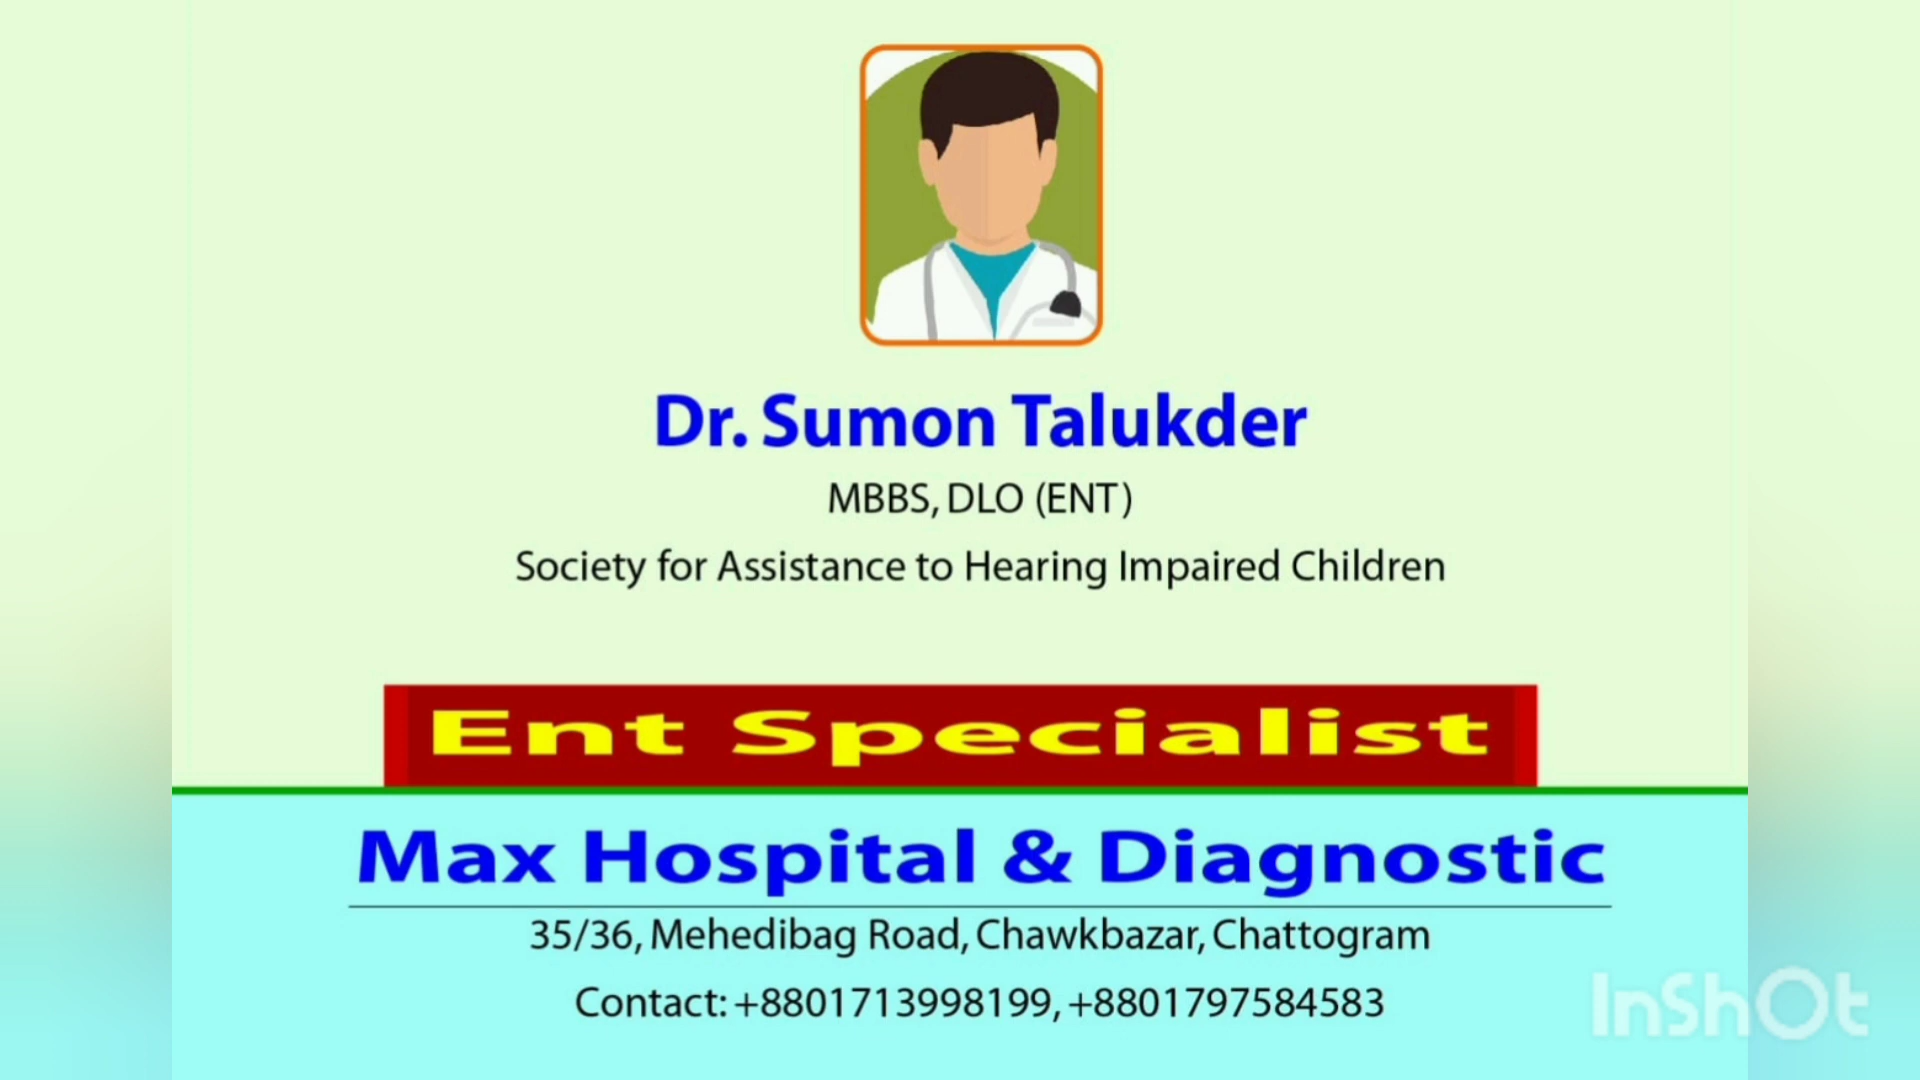 Dr. Sumon Talukder
MBBS, DLO (ENT)
Society for Assistance to Hearing Impaired Children
Ent Specialist
Max Hospital & Diagnostic
35/36, Mehedibag Road, Chawkbazar, Chattogram
Contact: +8801713998199, +8801797584583
InShOt